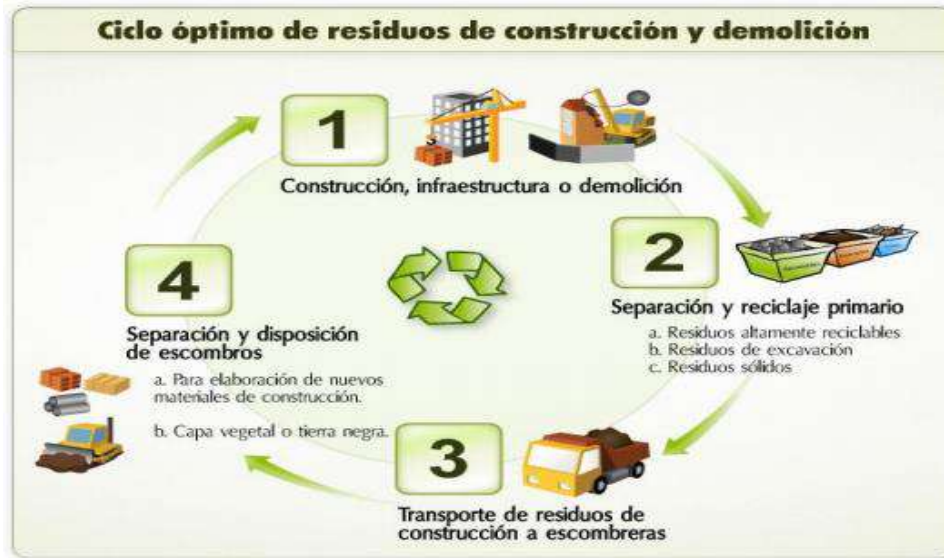 Ciclo óptimo de residuos de construcción y demolición
1
Construcción, infraestructura o demolición
2
Separación y reciclaje primario
a. Residuos altamente reciclables
b. Residuos de excavación
c. Residuos sólidos
3
Transporte de residuos de
construcción a escombreras
4
Separación y disposición
de escombros
a. Para elaboración de nuevos
materiales de construcción.
b. Capa vegetal o tierra negra.